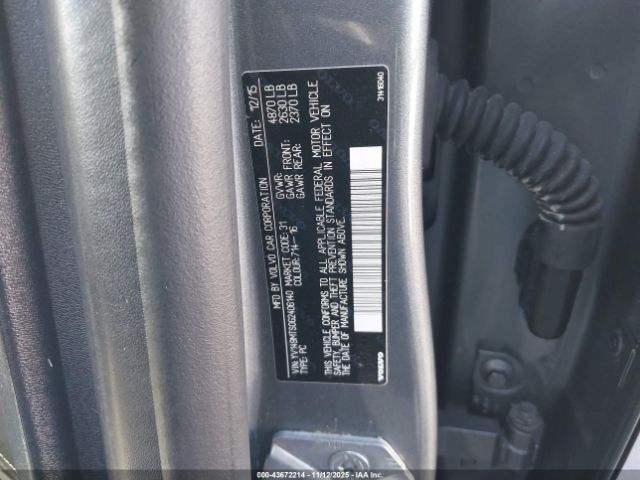 DATE: 12/15
MFD BY VOLVO CAR CORPORATION GVWR: 4870 LB
GAWR FRONT: 2630 LB
GAWR REAR: 2370 LB
VIN: YV149MTS0G2406140 MARKET CODE: 31
TYPE: PC COLOUR: 714-- 16
THIS VEHICLE CONFORMS TO ALL APPLICABLE FEDERAL MOTOR VEHICLE
SAFETY, BUMPER AND THEFT PREVENTION STANDARDS IN EFFECT ON
THE DATE OF MANUFACTURE SHOWN ABOVE.
VOLVO
000-43672214 - 11/12/2025 - IAAI.com